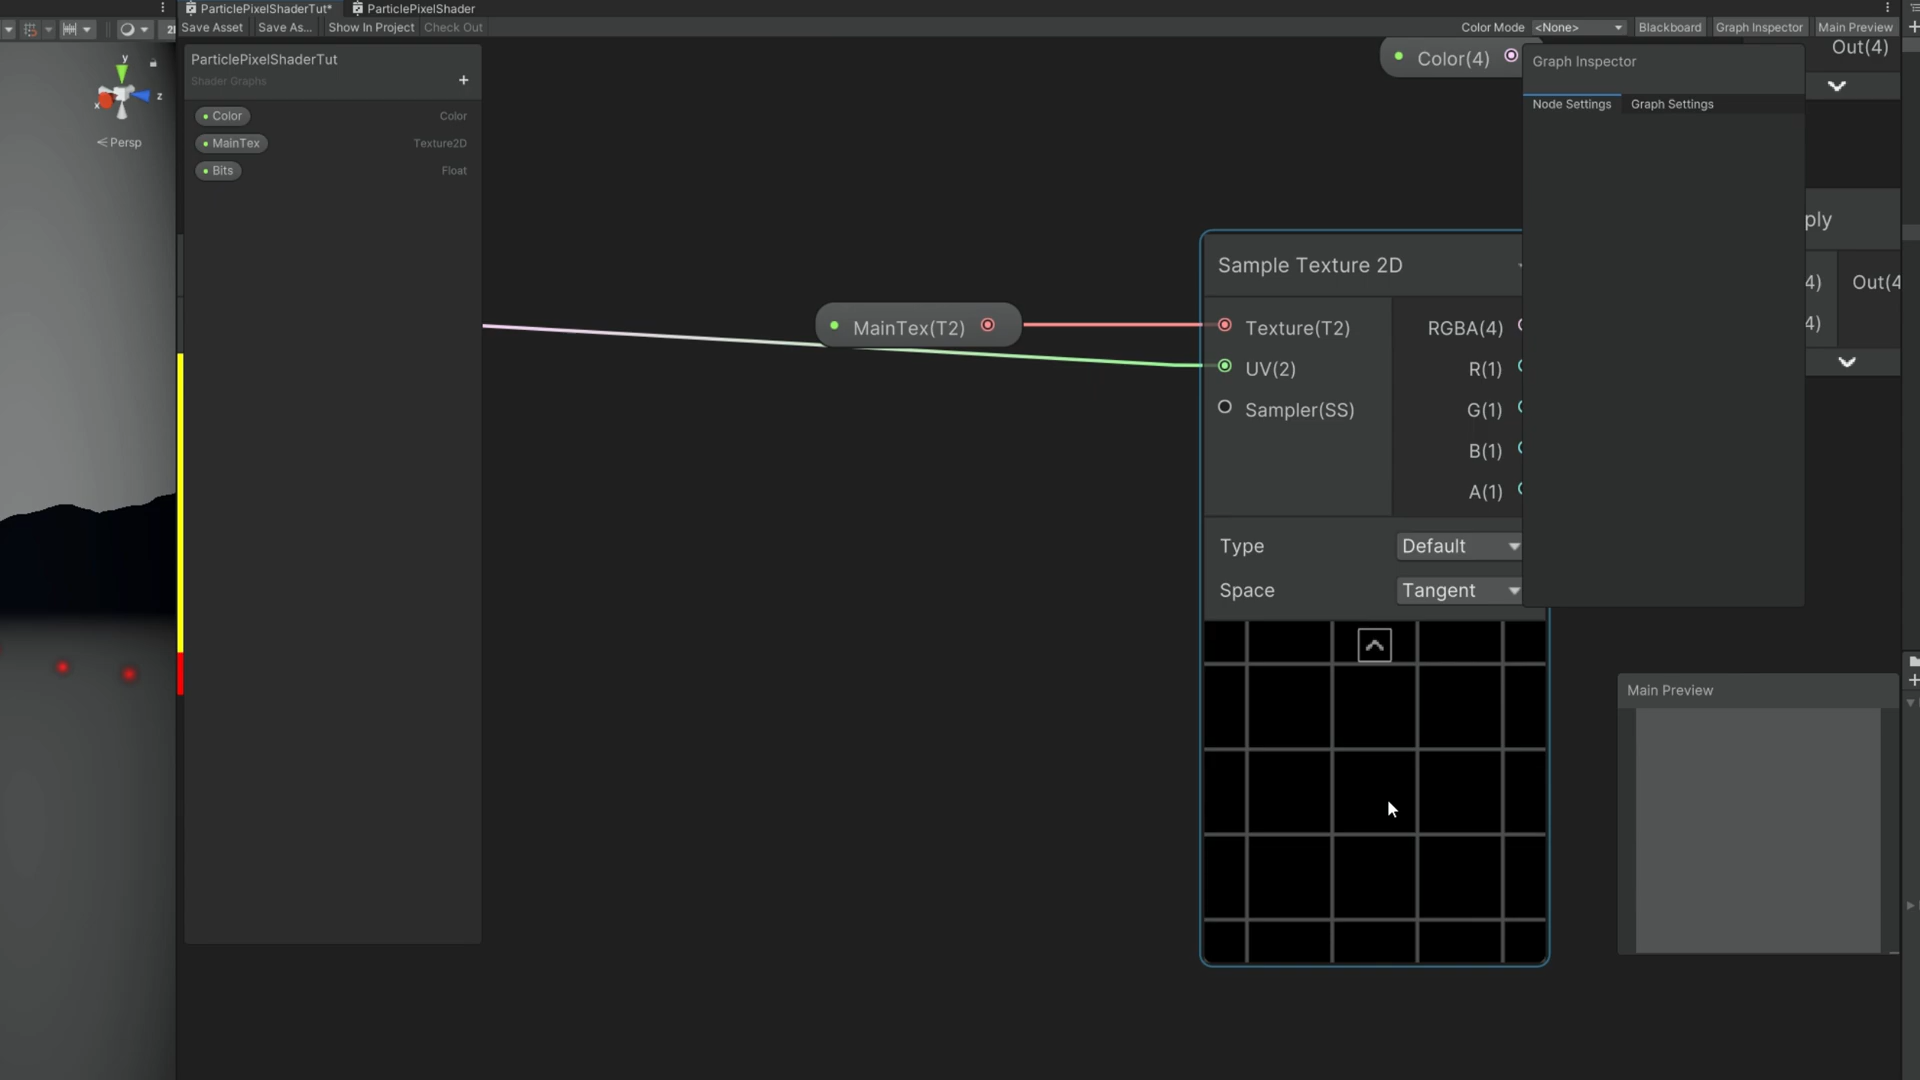 ParticlePixelShaderTut*
ParticlePixelShader
Save Asset
Save As...
Show In Project
Check Out
Color Mode
<None>
Blackboard
Graph Inspector
Main Preview
ParticlePixelShaderTut
Shader Graphs
+
Color
Color
MainTex
Texture2D
Bits
Float
y
x
z
Persp
Color(4)
Out(4)
Graph Inspector
Node Settings
Graph Settings
MainTex(T2)
Sample Texture 2D
Texture(T2)
RGBA(4)
UV(2)
R(1)
Sampler(SS)
G(1)
B(1)
A(1)
Type
Default
Space
Tangent
ply
4)
Out(4
4)
Main Preview